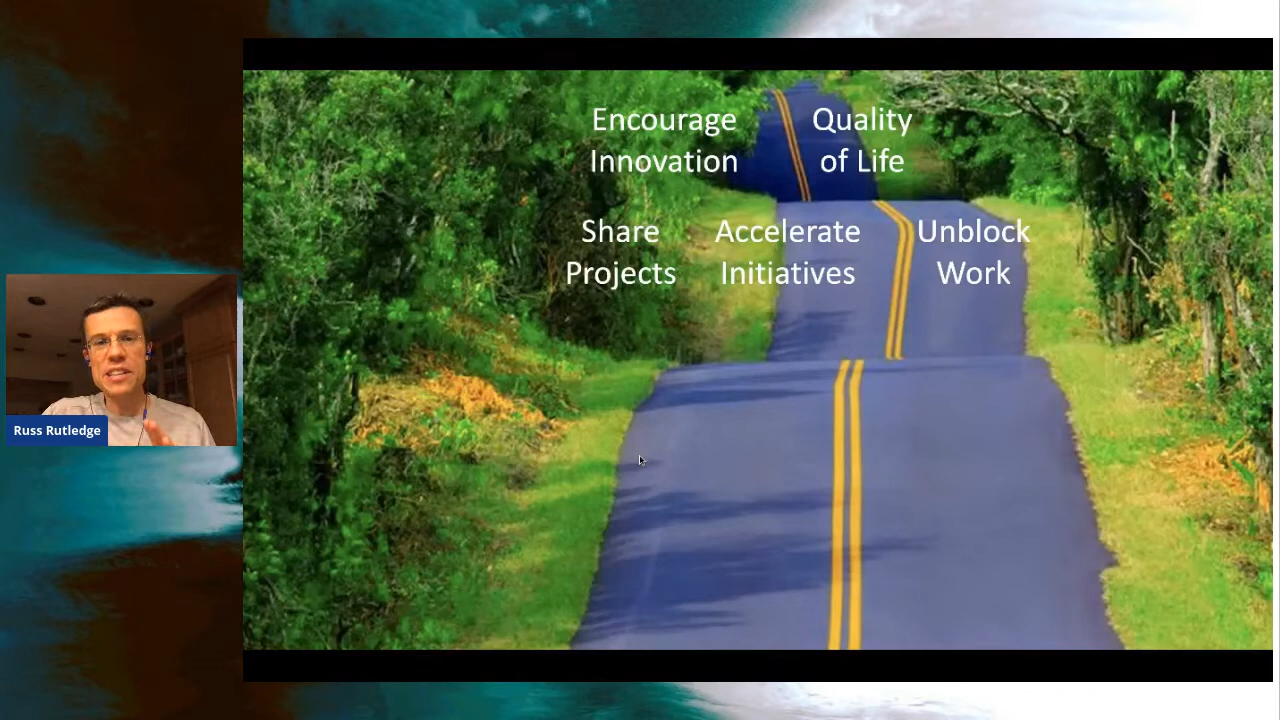 Encourage
Innovation
Quality
of Life
Share
Projects
Accelerate
Initiatives
Unblock
Work
Russ Rutledge